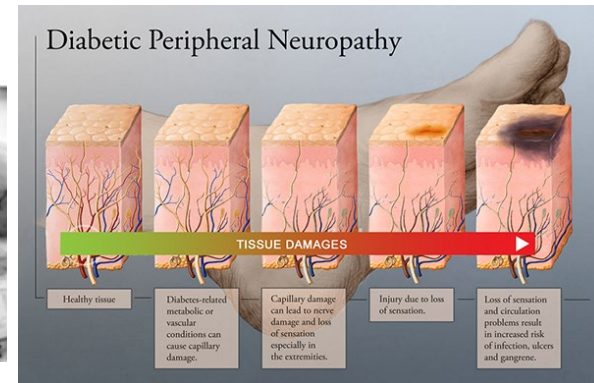 Diabetic Peripheral Neuropathy
TISSUE DAMAGES
Healthy tissue
Diabetes-related
metabolic or
vascular
conditions can
cause capillary
damage.
Capillary damage
can lead to nerve
damage and loss
of sensation
especially in
the extremities.
Injury due to loss
of sensation.
Loss of sensation
and circulation
problems result
in increased risk
of infection, ulcers
and gangrene.